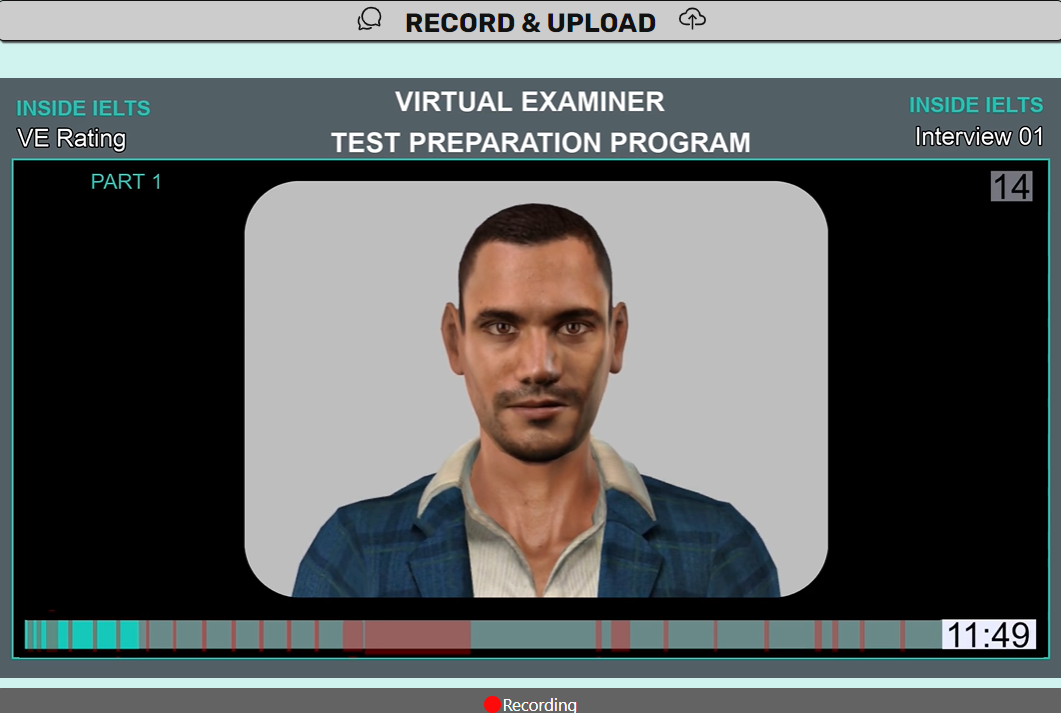 RECORD & UPLOAD
INSIDE IELTS
VE Rating
VIRTUAL EXAMINER
TEST PREPARATION PROGRAM
INSIDE IELTS
Interview 01
PART 1
14
11:49
Recording